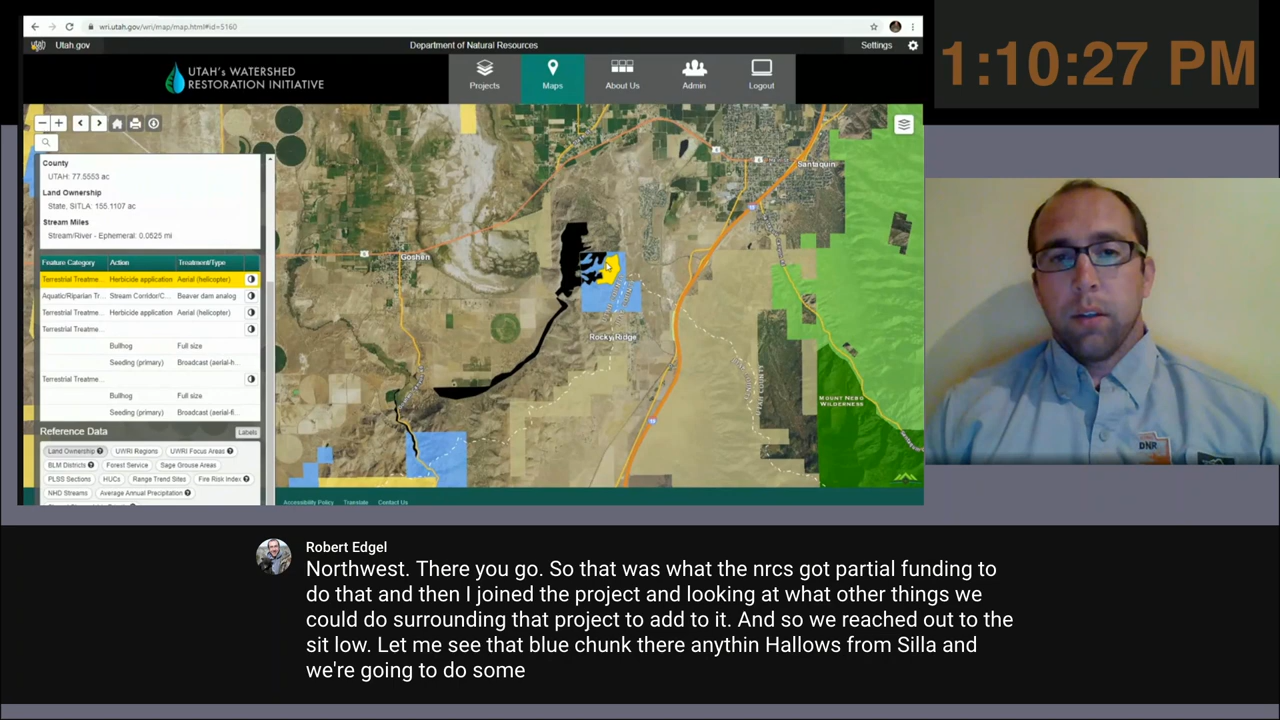 wri.utah.gov/wri/map/map.html#id=5160
Utah.gov
Department of Natural Resources
Settings
UTAH's WATERSHED
RESTORATION INITIATIVE
Projects
Maps
About Us
Admin
Logout
1:10:27 PM
County
UTAH: 77.5553 ac
Land Ownership
State, SITLA: 155.1107 ac
Stream Miles
Stream/River - Ephemeral: 0.0525 mi
Feature Category Action Treatment/Type
Terrestrial Treatme... Herbicide application Aerial (helicopter)
Aquatic/Riparian Tr... Stream Corridor/C... Beaver dam analog
Terrestrial Treatme... Herbicide application Aerial (helicopter)
Terrestrial Treatme...
Bullhog Full size
Seeding (primary) Broadcast (aerial-h...
Terrestrial Treatme...
Bullhog Full size
Seeding (primary) Broadcast (aerial-fi...
Reference Data
Labels
Land Ownership UWRI Regions UWRI Focus Areas
BLM Districts Forest Service Sage Grouse Areas
PLSS Sections HUCs Range Trend Sites Fire Risk Index
NHD Streams Average Annual Precipitation
Santaquin
Goshen
Rocky Ridge
MOUNT NEBO
WILDERNESS
Accessibility Policy Translate Contact Us
DNR
Robert Edgel
Northwest. There you go. So that was what the nrcs got partial funding to
do that and then I joined the project and looking at what other things we
could do surrounding that project to add to it. And so we reached out to the
sit low. Let me see that blue chunk there anythin Hallows from Silla and
we're going to do some